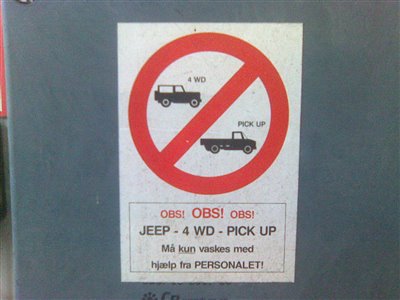 4 WD
PICK UP
OBS! OBS! OBS!
JEEP - 4 WD - PICK UP
Må kun vaskes med
hjælp fra PERSONALET!